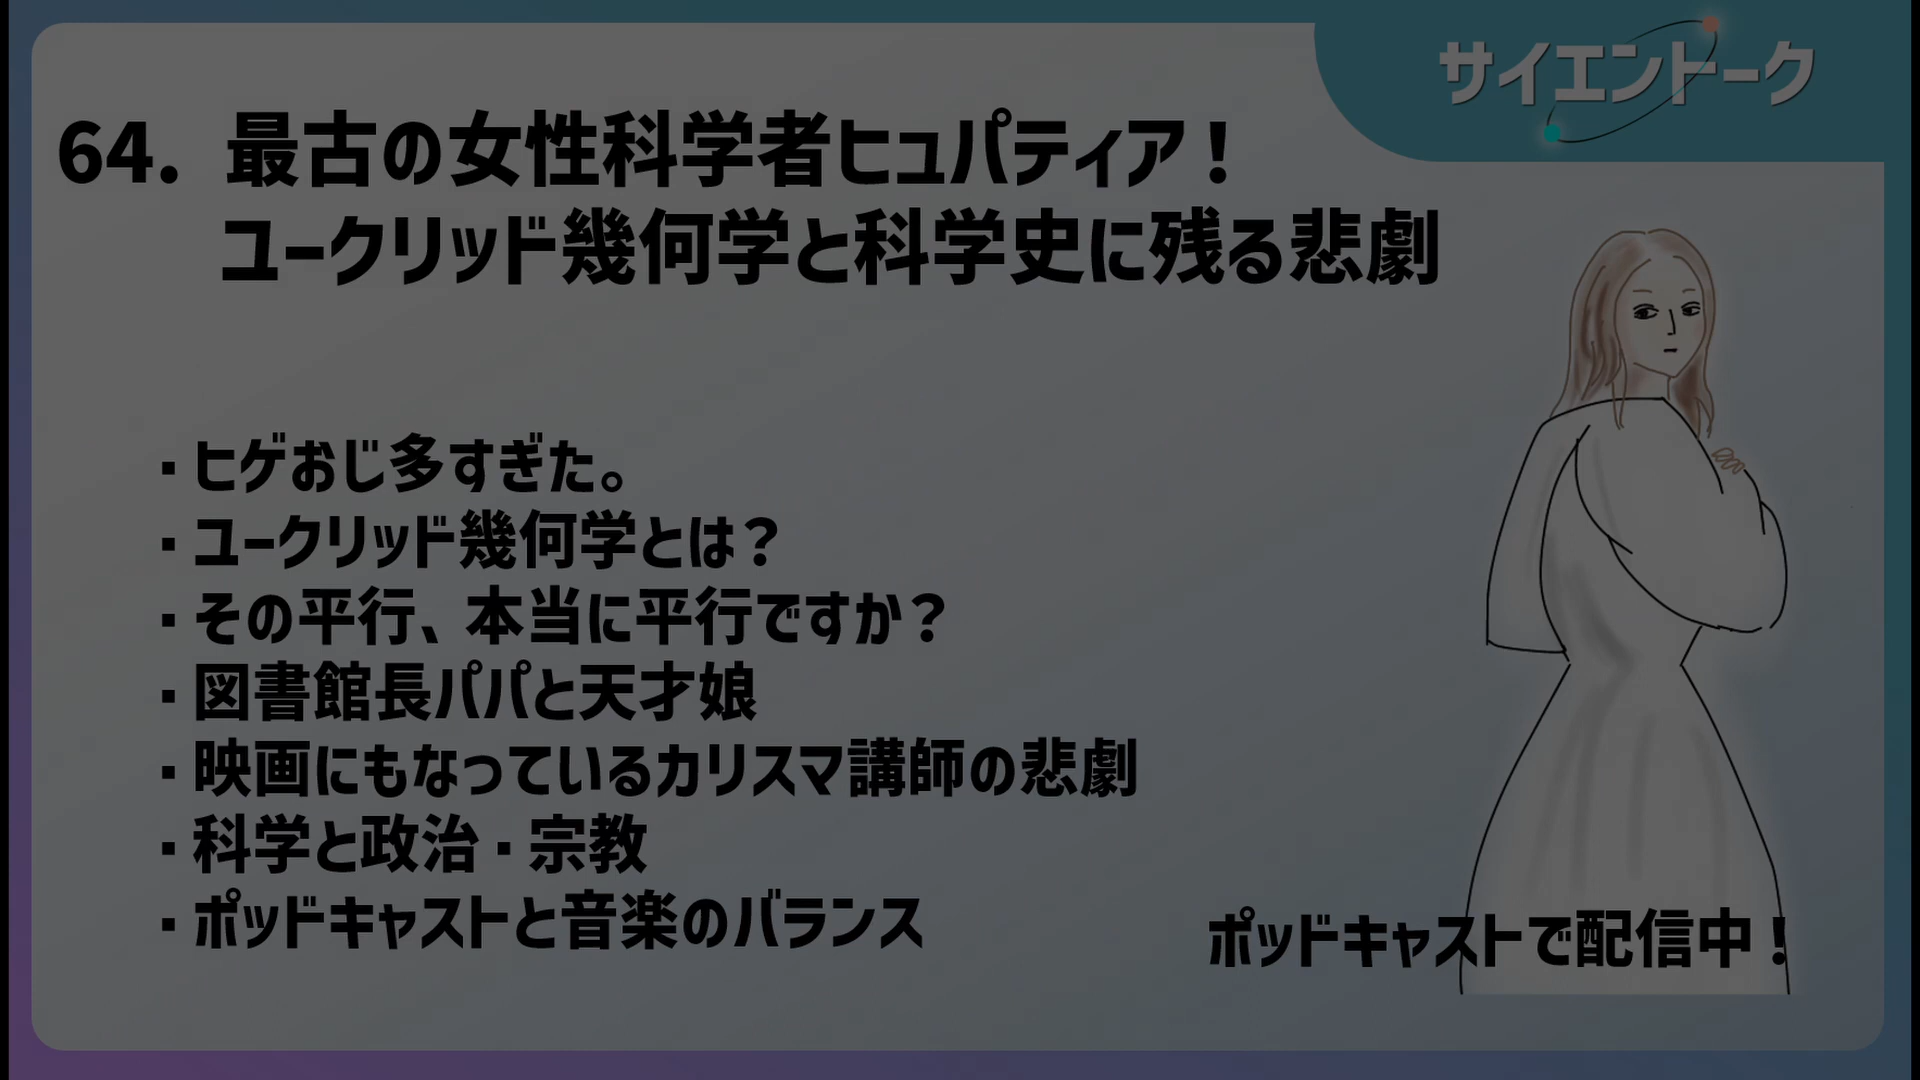 サイエントーク
64. 最古の女性科学者ヒュパティア！
ユークリッド幾何学と科学史に残る悲劇
・ヒゲおじ多すぎた。
・ユークリッド幾何学とは？
・その平行、本当に平行ですか？
・図書館長パパと天才娘
・映画にもなっているカリスマ講師の悲劇
・科学と政治・宗教
・ポッドキャストと音楽のバランス
ポッドキャストで配信中！